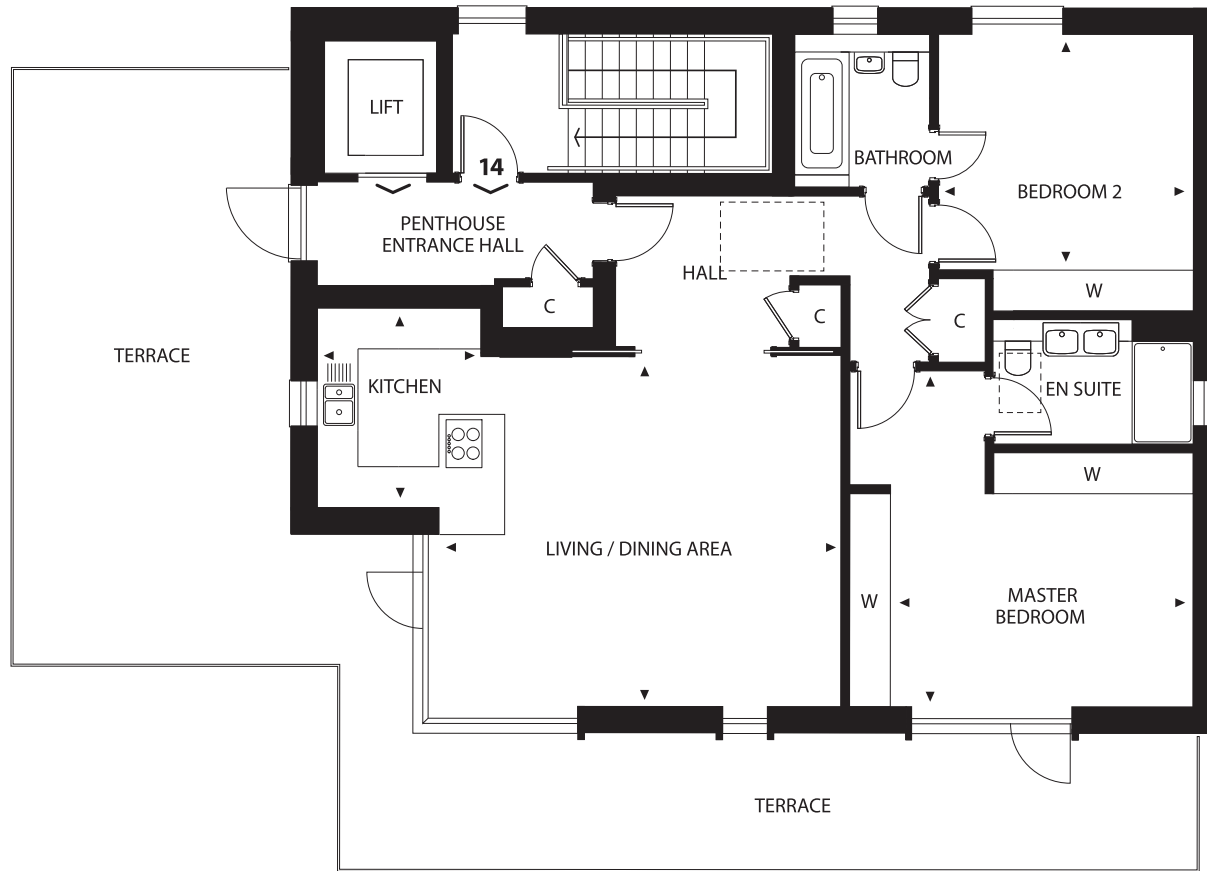 LIFT
14
BATHROOM
BEDROOM 2
PENTHOUSE
ENTRANCE HALL
HALL
W
C
C
C
TERRACE
KITCHEN
EN SUITE
W
LIVING / DINING AREA
W
MASTER
BEDROOM
TERRACE